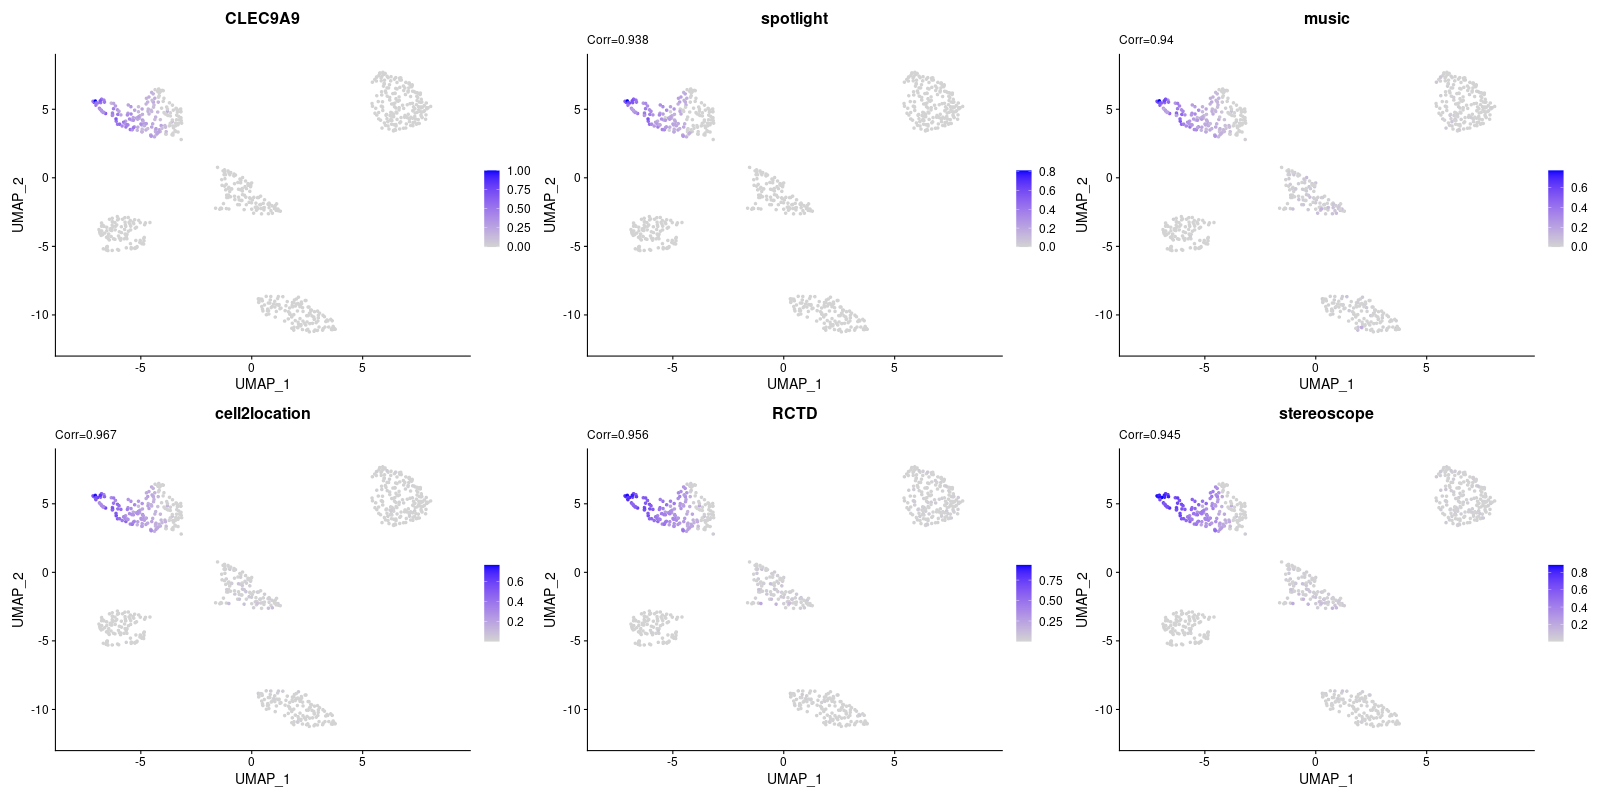 CLEC9A9
5
0
-5
-10
UMAP_2
-5
0
5
UMAP_1
1.00
0.75
0.50
0.25
0.00
spotlight
Corr=0.938
5
0
-5
-10
UMAP_2
-5
0
5
UMAP_1
0.8
0.6
0.4
0.2
0.0
music
Corr=0.94
5
0
-5
-10
UMAP_2
-5
0
5
UMAP_1
0.6
0.4
0.2
0.0
cell2location
Corr=0.967
5
0
-5
-10
UMAP_2
-5
0
5
UMAP_1
0.6
0.4
0.2
RCTD
Corr=0.956
5
0
-5
-10
UMAP_2
-5
0
5
UMAP_1
0.75
0.50
0.25
stereoscope
Corr=0.945
5
0
-5
-10
UMAP_2
-5
0
5
UMAP_1
0.8
0.6
0.4
0.2